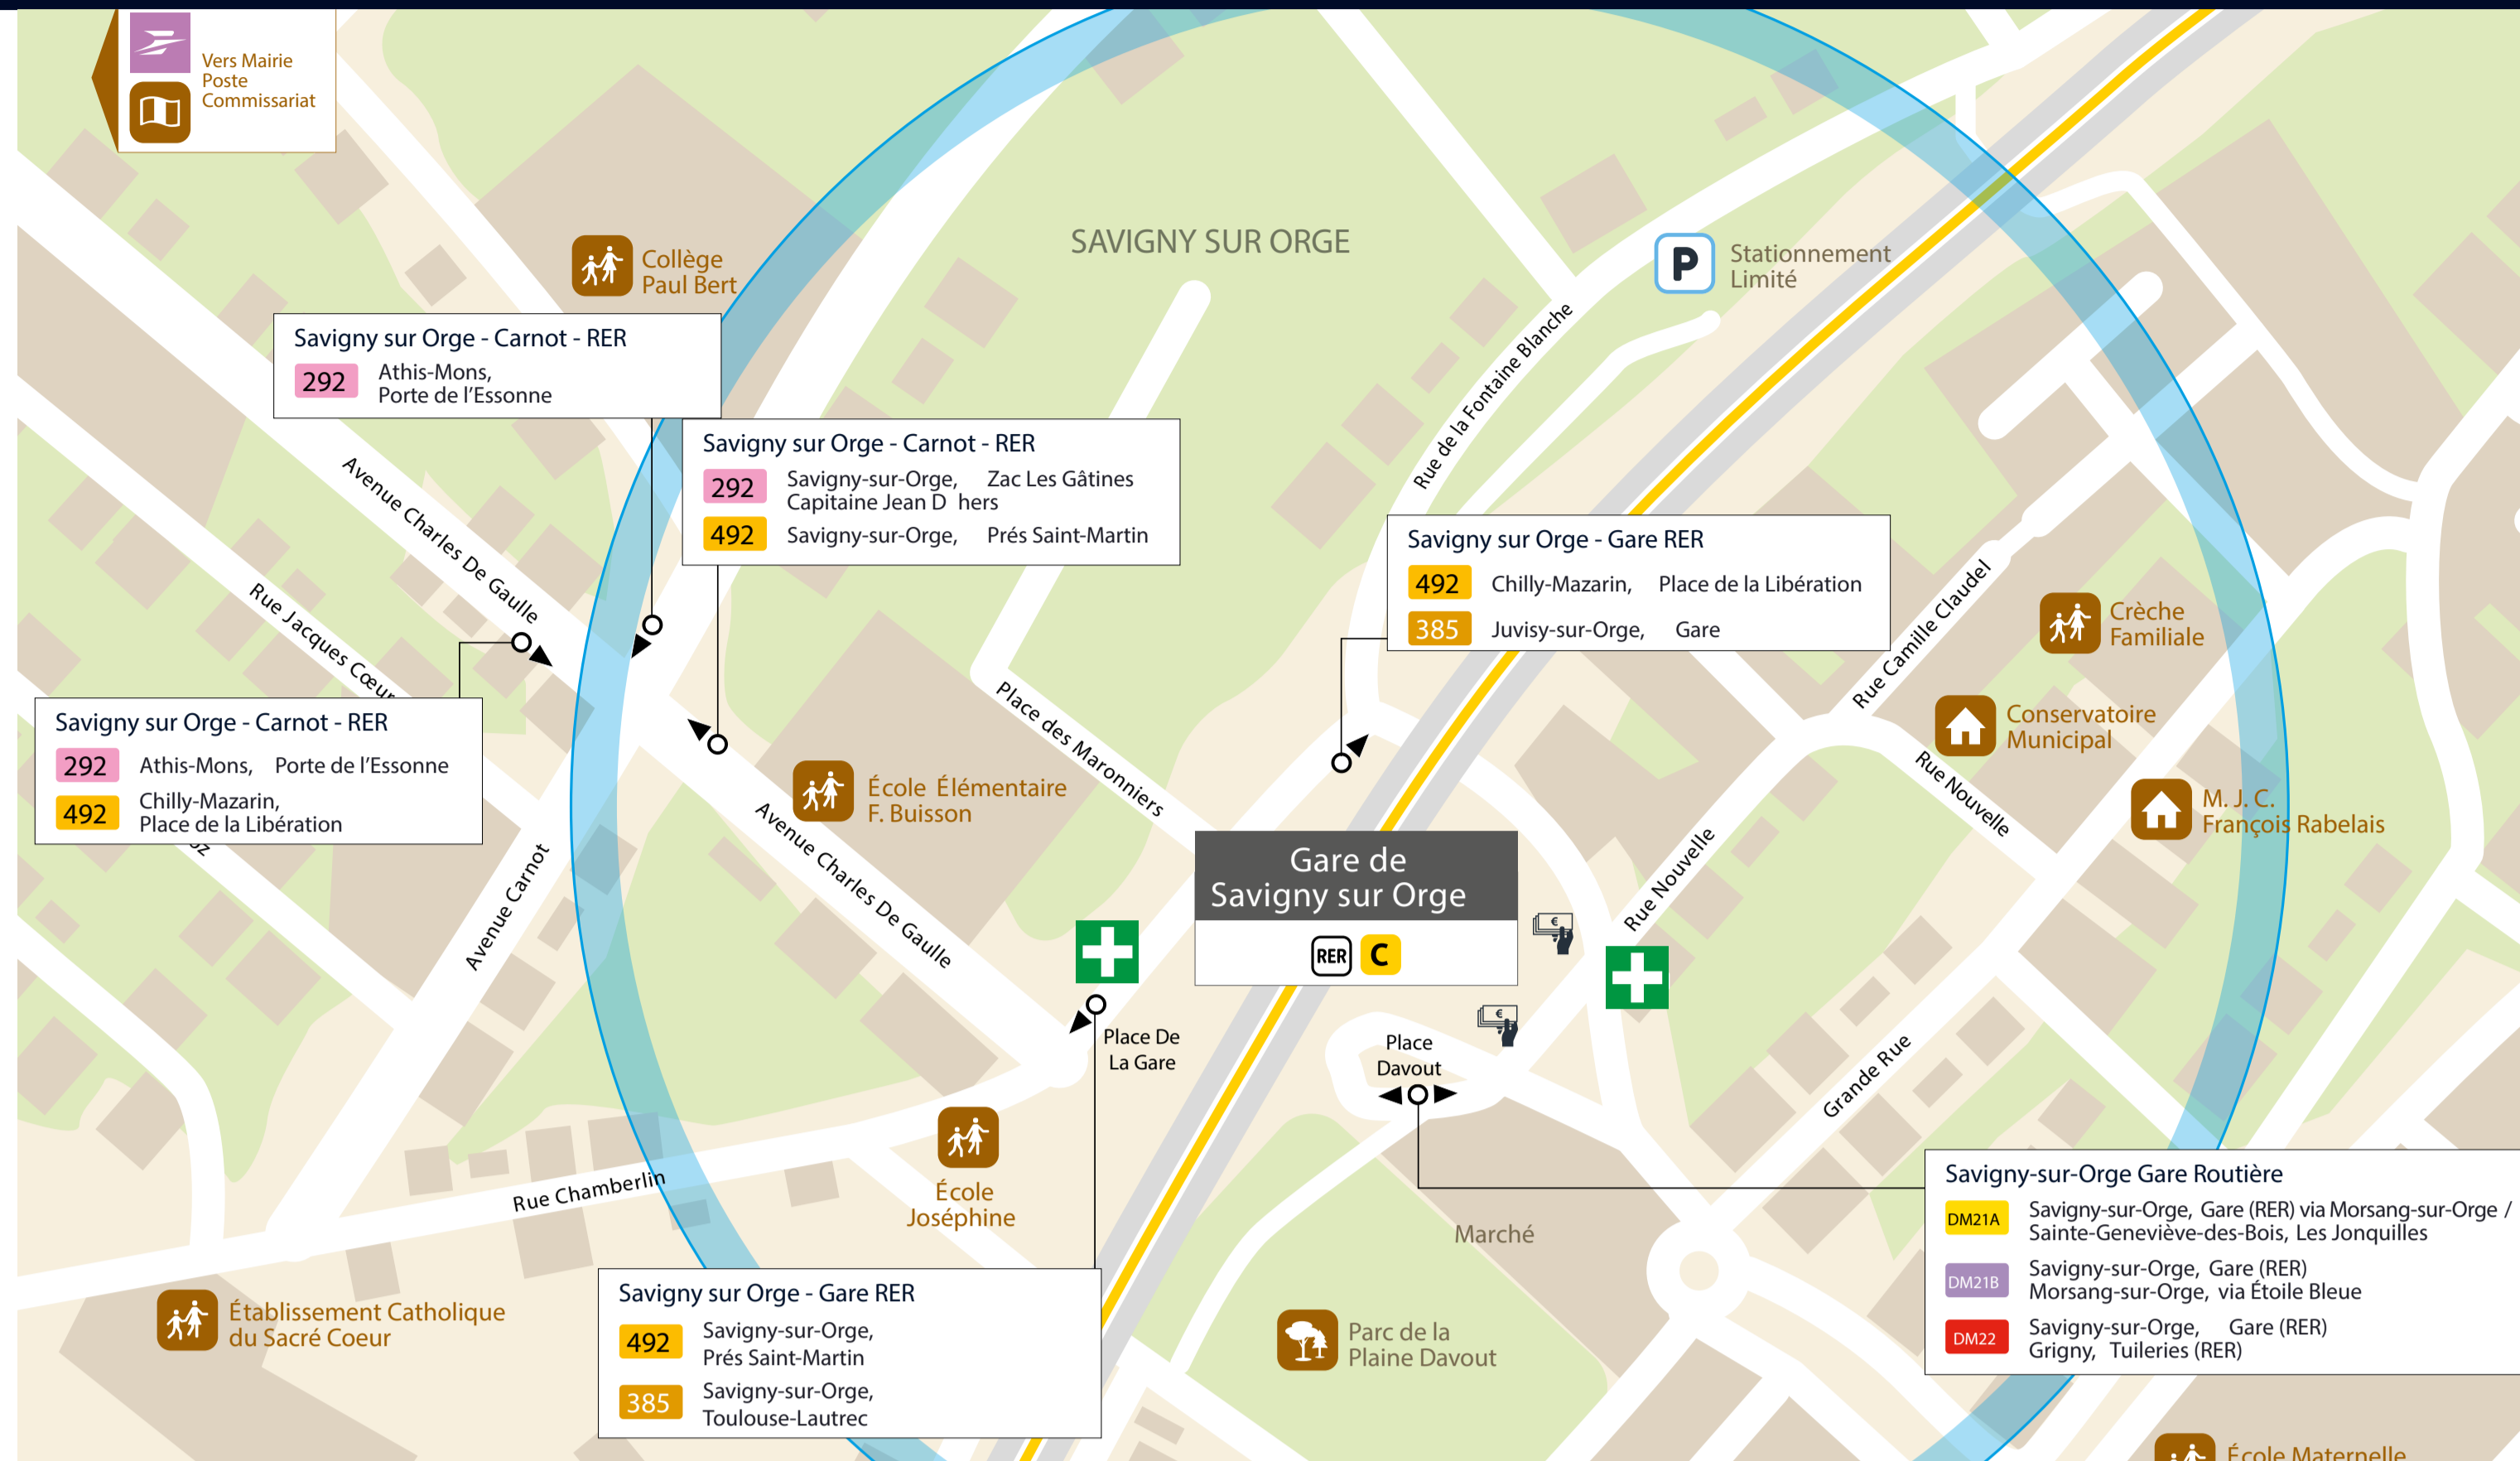 Vers Mairie
Poste
Commissariat
SAVIGNY SUR ORGE
Collège
Paul Bert
P
Stationnement
Limité
Savigny sur Orge - Carnot - RER
292 Athis-Mons,
Porte de l'Essonne
Savigny sur Orge - Carnot - RER
292 Savigny-sur-Orge, Zac Les Gâtines
Capitaine Jean D hers
492 Savigny-sur-Orge, Prés Saint-Martin
Rue de la Fontaine Blanche
Avenue Charles De Gaulle
Rue Jacques Cœur
Savigny sur Orge - Gare RER
492 Chilly-Mazarin, Place de la Libération
385 Juvisy-sur-Orge, Gare
Rue Camille Claudel
Crèche
Familiale
Savigny sur Orge - Carnot - RER
292 Athis-Mons, Porte de l'Essonne
492 Chilly-Mazarin,
Place de la Libération
oz
Place des Maronniers
Conservatoire
Municipal
Rue Nouvelle
M. J. C.
François Rabelais
École Élémentaire
F. Buisson
Avenue Charles De Gaulle
Avenue Carnot
Gare de
Savigny sur Orge
RER C
Rue Nouvelle
€
€
Place De
La Gare
Place
Davout
Grande Rue
École
Joséphine
Rue Chamberlin
Marché
Savigny-sur-Orge Gare Routière
DM21A Savigny-sur-Orge, Gare (RER) via Morsang-sur-Orge /
Sainte-Geneviève-des-Bois, Les Jonquilles
DM21B Savigny-sur-Orge, Gare (RER)
Morsang-sur-Orge, via Étoile Bleue
DM22 Savigny-sur-Orge, Gare (RER)
Grigny, Tuileries (RER)
Établissement Catholique
du Sacré Coeur
Savigny sur Orge - Gare RER
492 Savigny-sur-Orge,
Prés Saint-Martin
385 Savigny-sur-Orge,
Toulouse-Lautrec
Parc de la
Plaine Davout
École Maternelle